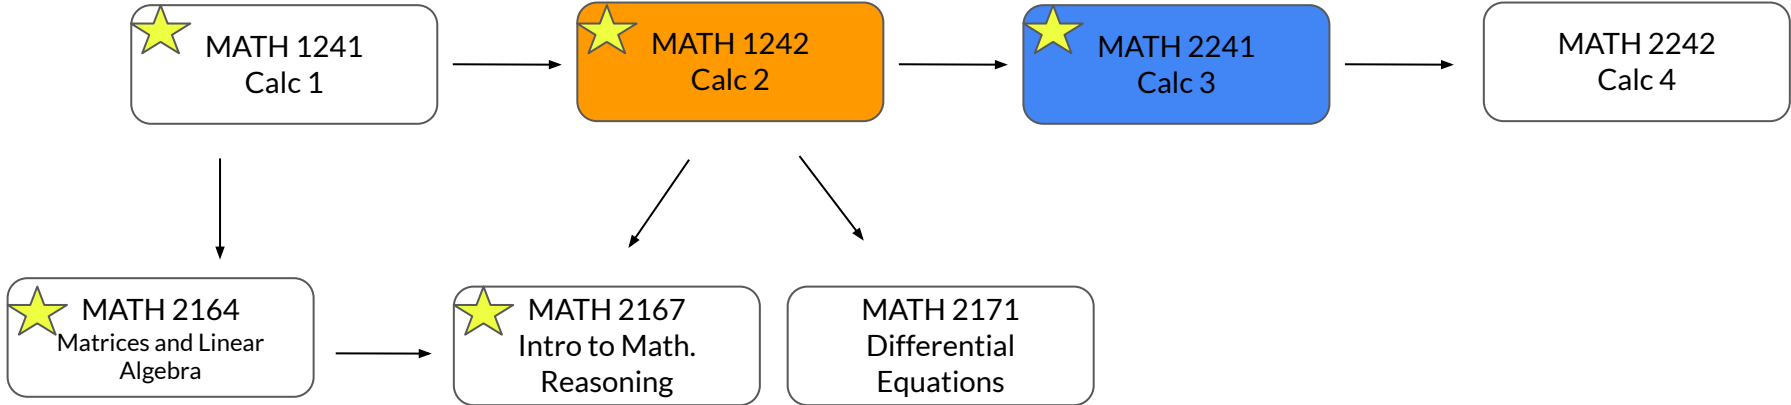 MATH 1241
Calc 1
MATH 1242
Calc 2
MATH 2241
Calc 3
MATH 2242
Calc 4
MATH 2164
Matrices and Linear
Algebra
MATH 2167
Intro to Math.
Reasoning
MATH 2171
Differential
Equations